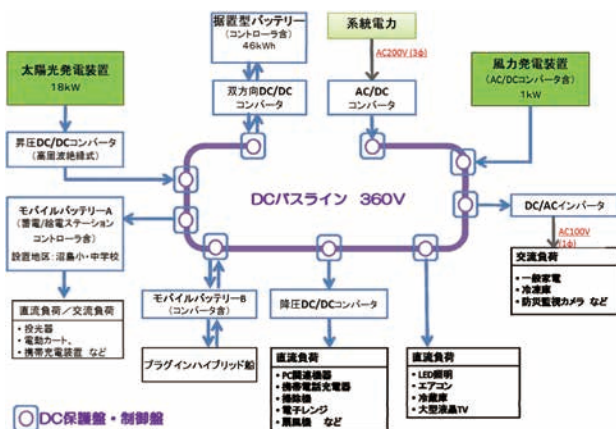 据置型バッテリー
(コントローラ含)
46kWh
系統電力
太陽光発電装置
18kW
風力発電装置
(AC/DCコンバータ含)
1kW
AC200V (3φ)
双方向DC/DC
コンバータ
AC/DC
コンバータ
昇圧DC/DCコンバータ
(高周波絶縁式)
DCバスライン 360V
モバイルバッテリーA
(蓄電/給電ステーション
コントローラ含)
設置地区:沼島小・中学校
DC/ACインバータ
AC100V
(1φ)
交流負荷
・一般家電
・冷凍庫
・防災監視カメラ など
モバイルバッテリーB
(コンバータ含)
降圧DC/DCコンバータ
直流負荷/交流負荷
・投光器
・電動カート、
・携帯充電装置 など
プラグインハイブリッド船
直流負荷
・PC関連機器
・携帯電話充電器
・掃除機
・電子レンジ
・扇風機 など
直流負荷
・LED照明
・エアコン
・冷蔵庫
・大型液晶TV
DC保護盤・制御盤